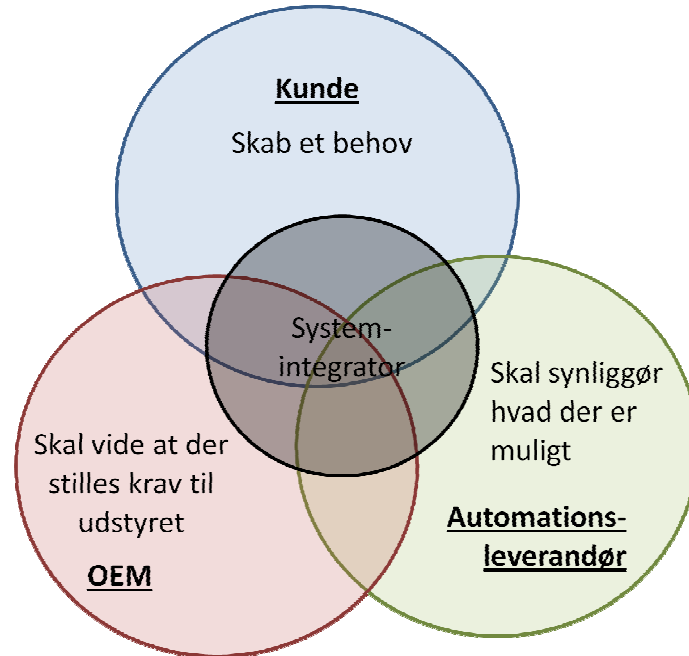 Kunde
Skab et behov
System-
integrator
Skal synliggør
hvad der er
muligt
Automations-
leverandør
Skal vide at der
stilles krav til
udstyret
OEM